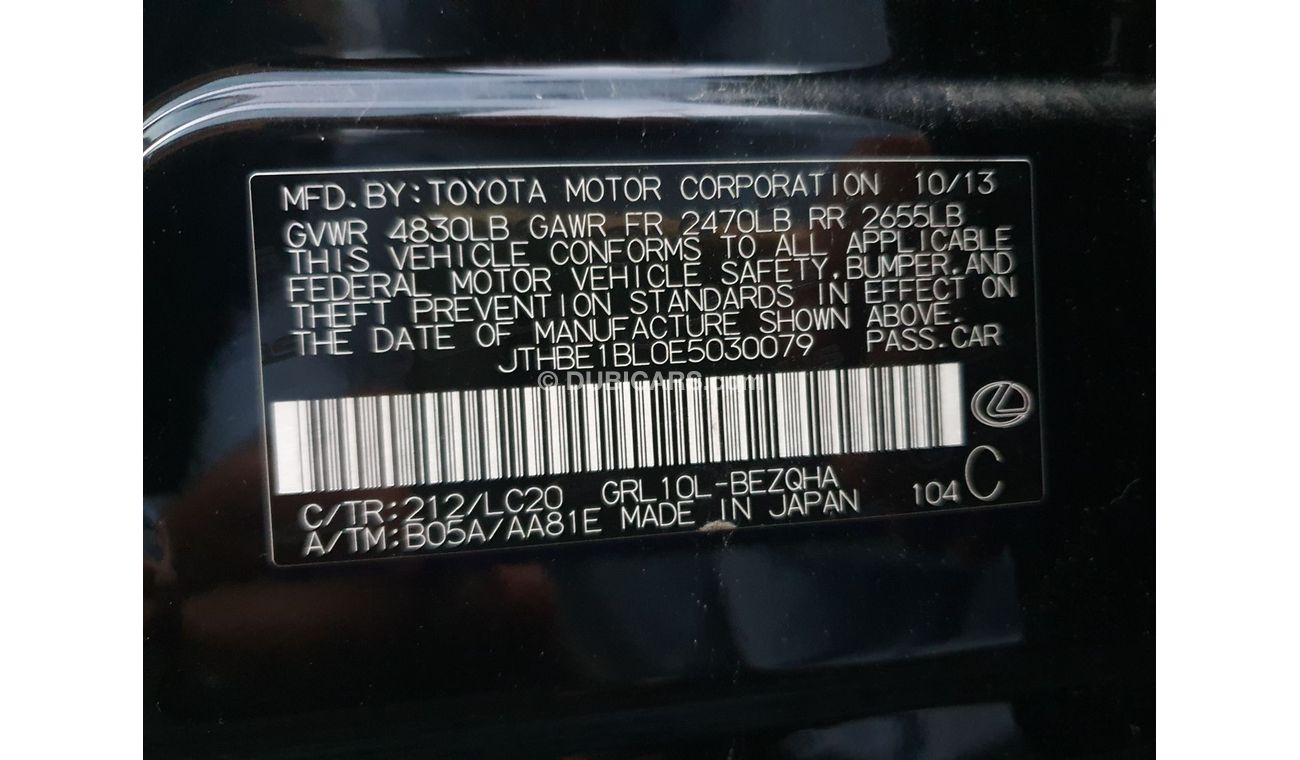 MFD.BY:TOYOTA MOTOR CORPORATION 10/13
GVWR 4830LB GAWR FR 2470LB RR 2655LB
THIS VEHICLE CONFORMS TO ALL APPLICABLE
FEDERAL MOTOR VEHICLE SAFETY,BUMPER,AND
THEFT PREVENTION STANDARDS IN EFFECT ON
THE DATE OF MANUFACTURE SHOWN ABOVE.
JTHBE1BL0E5030079 PASS.CAR
© DUBICARS.com
C/TR:212/LC20 GRL10L-BEZQHA
A/TM:B05A/AA81E MADE IN JAPAN 104 C